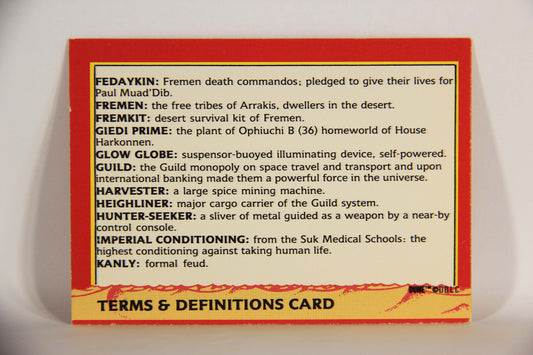 FEDAYKIN: Fremen death commandos; pledged to give their lives for
Paul Muad'Dib.
FREMEN: the free tribes of Arrakis, dwellers in the desert.
FREMKIT: desert survival kit of Fremen.
GIEDI PRIME: the plant of Ophiuchi B (36) homeworld of House
Harkonnen.
GLOW GLOBE: suspensor-buoyed illuminating device, self-powered.
GUILD: the Guild monopoly on space travel and transport and upon
international banking made them a powerful force in the universe.
HARVESTER: a large spice mining machine.
HEIGHLINER: major cargo carrier of the Guild system.
HUNTER-SEEKER: a sliver of metal guided as a weapon by a near-by
control console.
IMPERIAL CONDITIONING: from the Suk Medical Schools: the
highest conditioning against taking human life.
KANLY: formal feud.
DUNE™ ©DDLC
TERMS & DEFINITIONS CARD